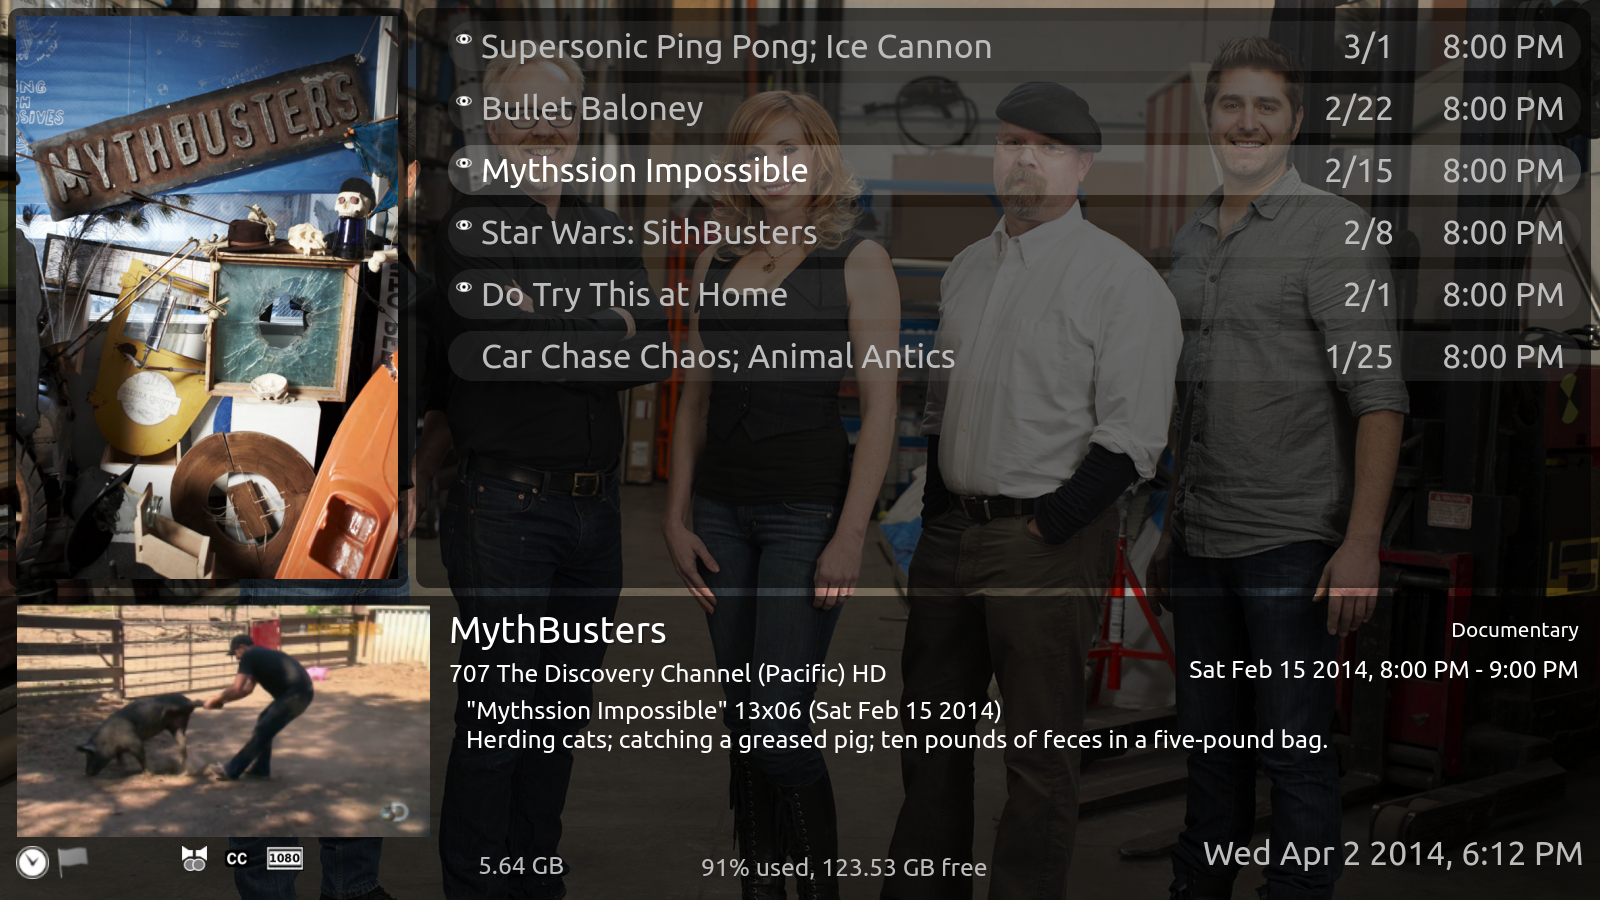 MYTHBUSTERS
Supersonic Ping Pong; Ice Cannon 3/1 8:00 PM
Bullet Baloney 2/22 8:00 PM
Mythssion Impossible 2/15 8:00 PM
Star Wars: SithBusters 2/8 8:00 PM
Do Try This at Home 2/1 8:00 PM
Car Chase Chaos; Animal Antics 1/25 8:00 PM
MythBusters
Documentary
707 The Discovery Channel (Pacific) HD
Sat Feb 15 2014, 8:00 PM - 9:00 PM
"Mythssion Impossible" 13x06 (Sat Feb 15 2014)
Herding cats; catching a greased pig; ten pounds of feces in a five-pound bag.
CC
1080
5.64 GB
91% used, 123.53 GB free
Wed Apr 2 2014, 6:12 PM